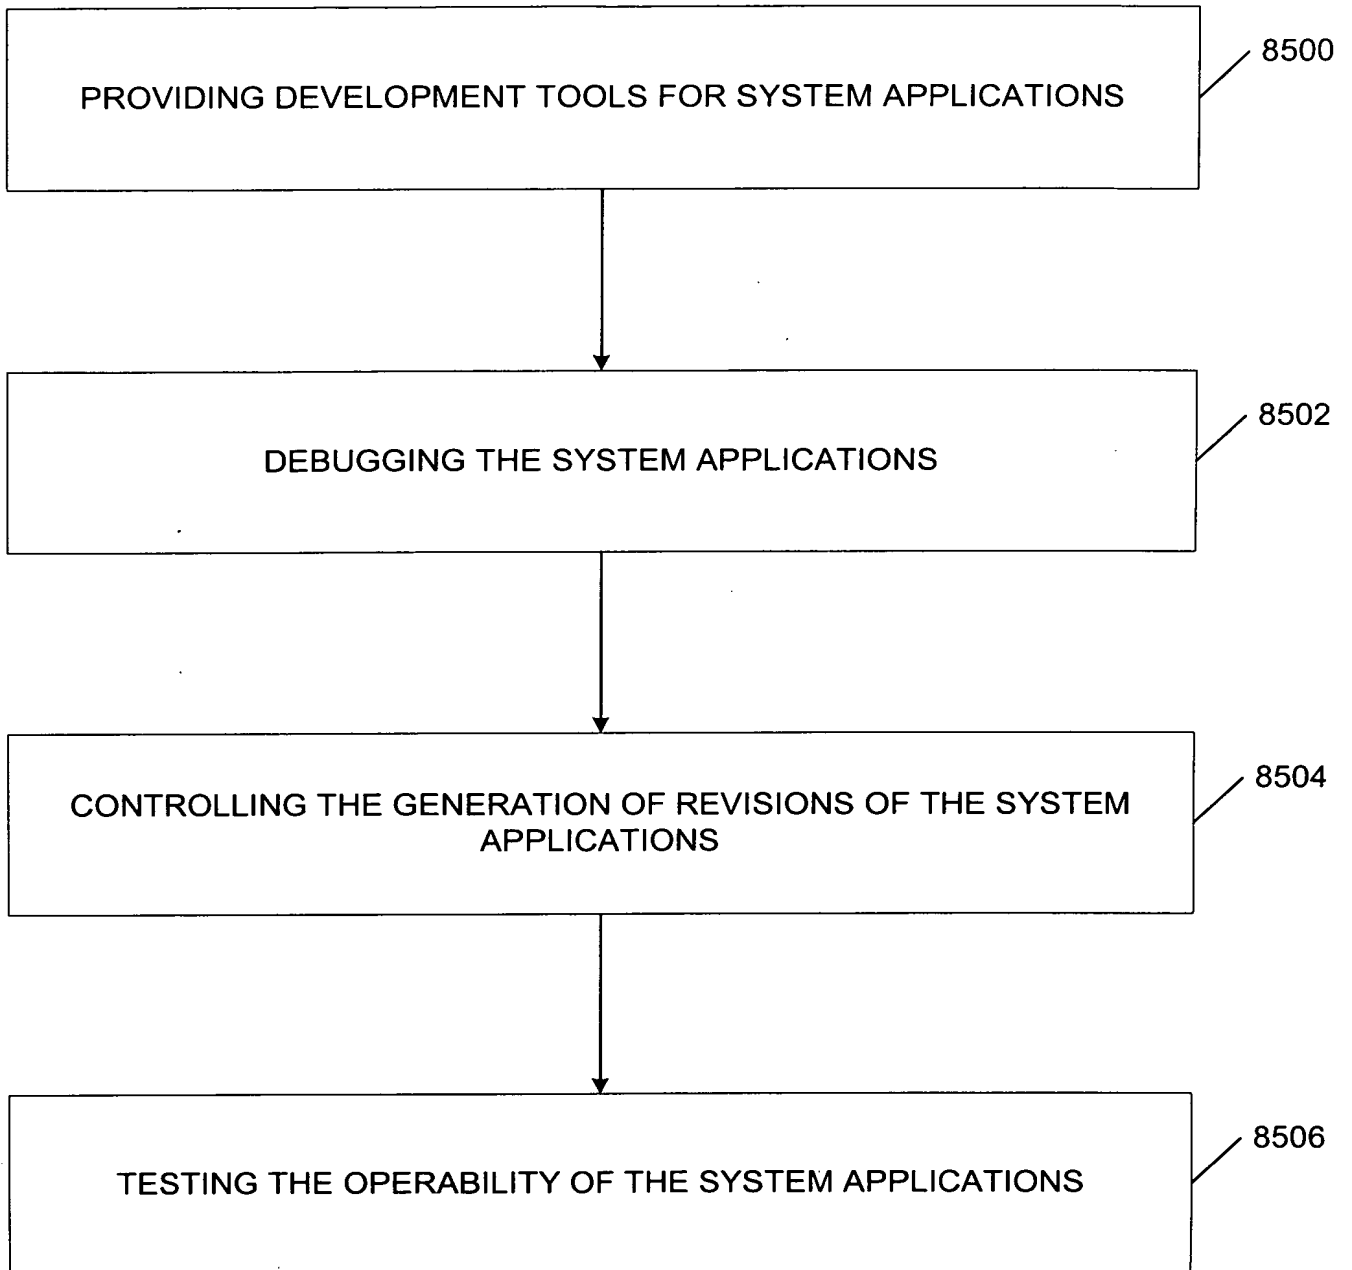 8500
PROVIDING DEVELOPMENT TOOLS FOR SYSTEM APPLICATIONS
8502
DEBUGGING THE SYSTEM APPLICATIONS
8504
CONTROLLING THE GENERATION OF REVISIONS OF THE SYSTEM
APPLICATIONS
8506
TESTING THE OPERABILITY OF THE SYSTEM APPLICATIONS